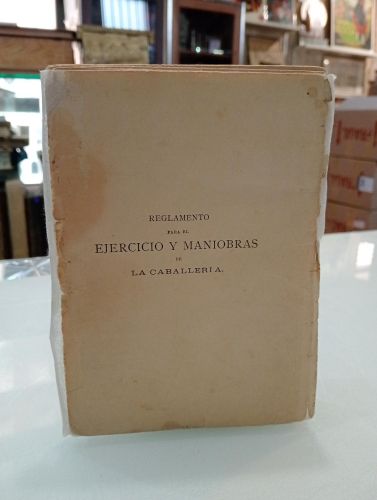 REGLAMENTO
PARA EL
EJERCICIO Y MANIOBRAS
DE
LA CABALLERIA.